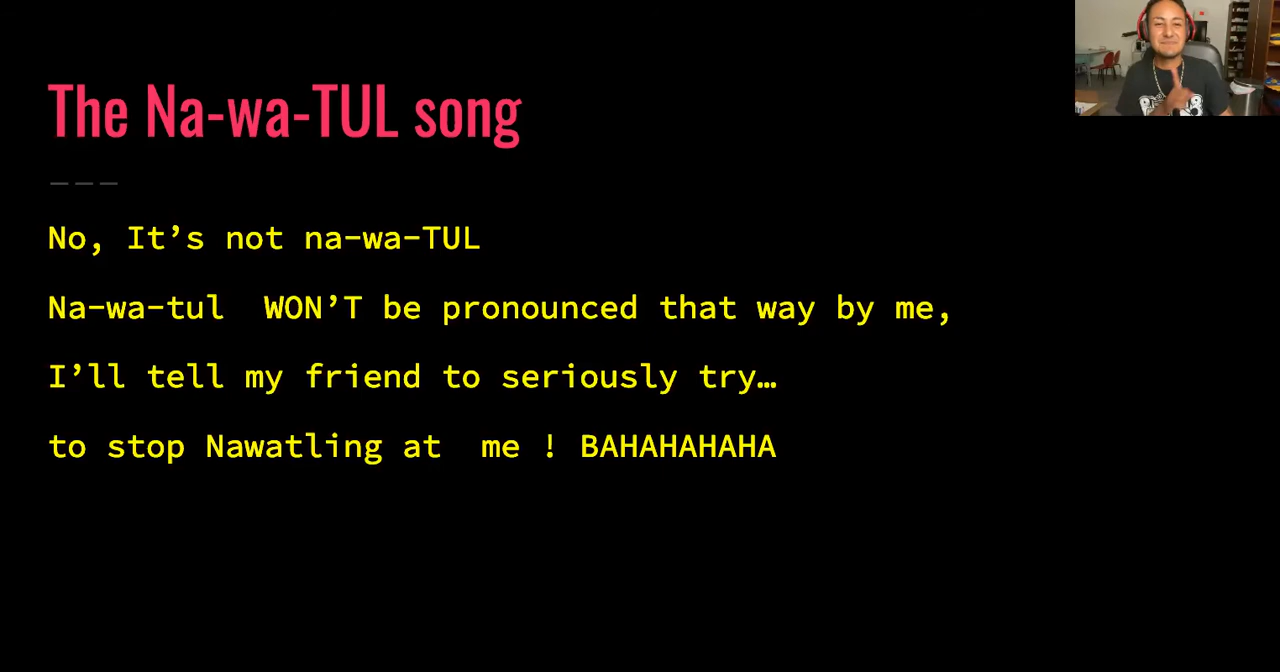 The Na-wa-TUL song
No, It’s not na-wa-TUL
Na-wa-tul WON’T be pronounced that way by me,
I’ll tell my friend to seriously try…
to stop Nawatling at me ! BAHAHAHAHA